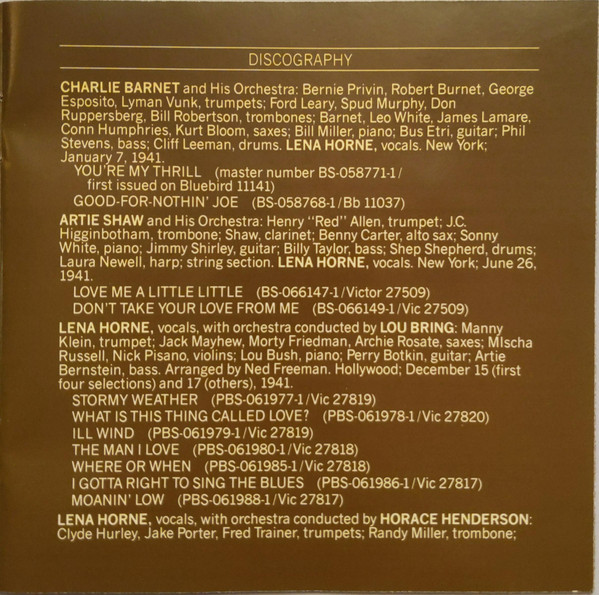 DISCOGRAPHY
CHARLIE BARNET and His Orchestra: Bernie Privin, Robert Burnet, George
Esposito, Lyman Vunk, trumpets; Ford Leary, Spud Murphy, Don
Ruppersberg, Bill Robertson, trombones; Barnet, Leo White, James Lamare,
Conn Humphries, Kurt Bloom, saxes; Bill Miller, piano; Bus Etri, guitar; Phil
Stevens, bass; Cliff Leeman, drums. LENA HORNE, vocals. New York;
January 7, 1941.
YOU'RE MY THRILL (master number BS-058771-1/
first issued on Bluebird 11141)
GOOD-FOR-NOTHIN' JOE (BS-058768-1/Bb 11037)
ARTIE SHAW and His Orchestra: Henry "Red" Allen, trumpet; J.C.
Higginbotham, trombone; Shaw, clarinet; Benny Carter, alto sax; Sonny
White, piano; Jimmy Shirley, guitar; Billy Taylor, bass; Shep Shepherd, drums;
Laura Newell, harp; string section. LENA HORNE, vocals. New York; June 26,
1941.
LOVE ME A LITTLE LITTLE (BS-066147-1/Victor 27509)
DON'T TAKE YOUR LOVE FROM ME (BS-066149-1/Vic 27509)
LENA HORNE, vocals, with orchestra conducted by LOU BRING: Manny
Klein, trumpet; Jack Mayhew, Morty Friedman, Archie Rosate, saxes; MIscha
Russell, Nick Pisano, violins; Lou Bush, piano; Perry Botkin, guitar; Artie
Bernstein, bass. Arranged by Ned Freeman. Hollywood; December 15 (first
four selections) and 17 (others), 1941.
STORMY WEATHER (PBS-061977-1/Vic 27819)
WHAT IS THIS THING CALLED LOVE? (PBS-061978-1/Vic 27820)
ILL WIND (PBS-061979-1/Vic 27819)
THE MAN I LOVE (PBS-061980-1/Vic 27818)
WHERE OR WHEN (PBS-061985-1/Vic 27818)
I GOTTA RIGHT TO SING THE BLUES (PBS-061986-1/Vic 27817)
MOANIN' LOW (PBS-061988-1/Vic 27817)
LENA HORNE, vocals, with orchestra conducted by HORACE HENDERSON:
Clyde Hurley, Jake Porter, Fred Trainer, trumpets; Randy Miller, trombone;